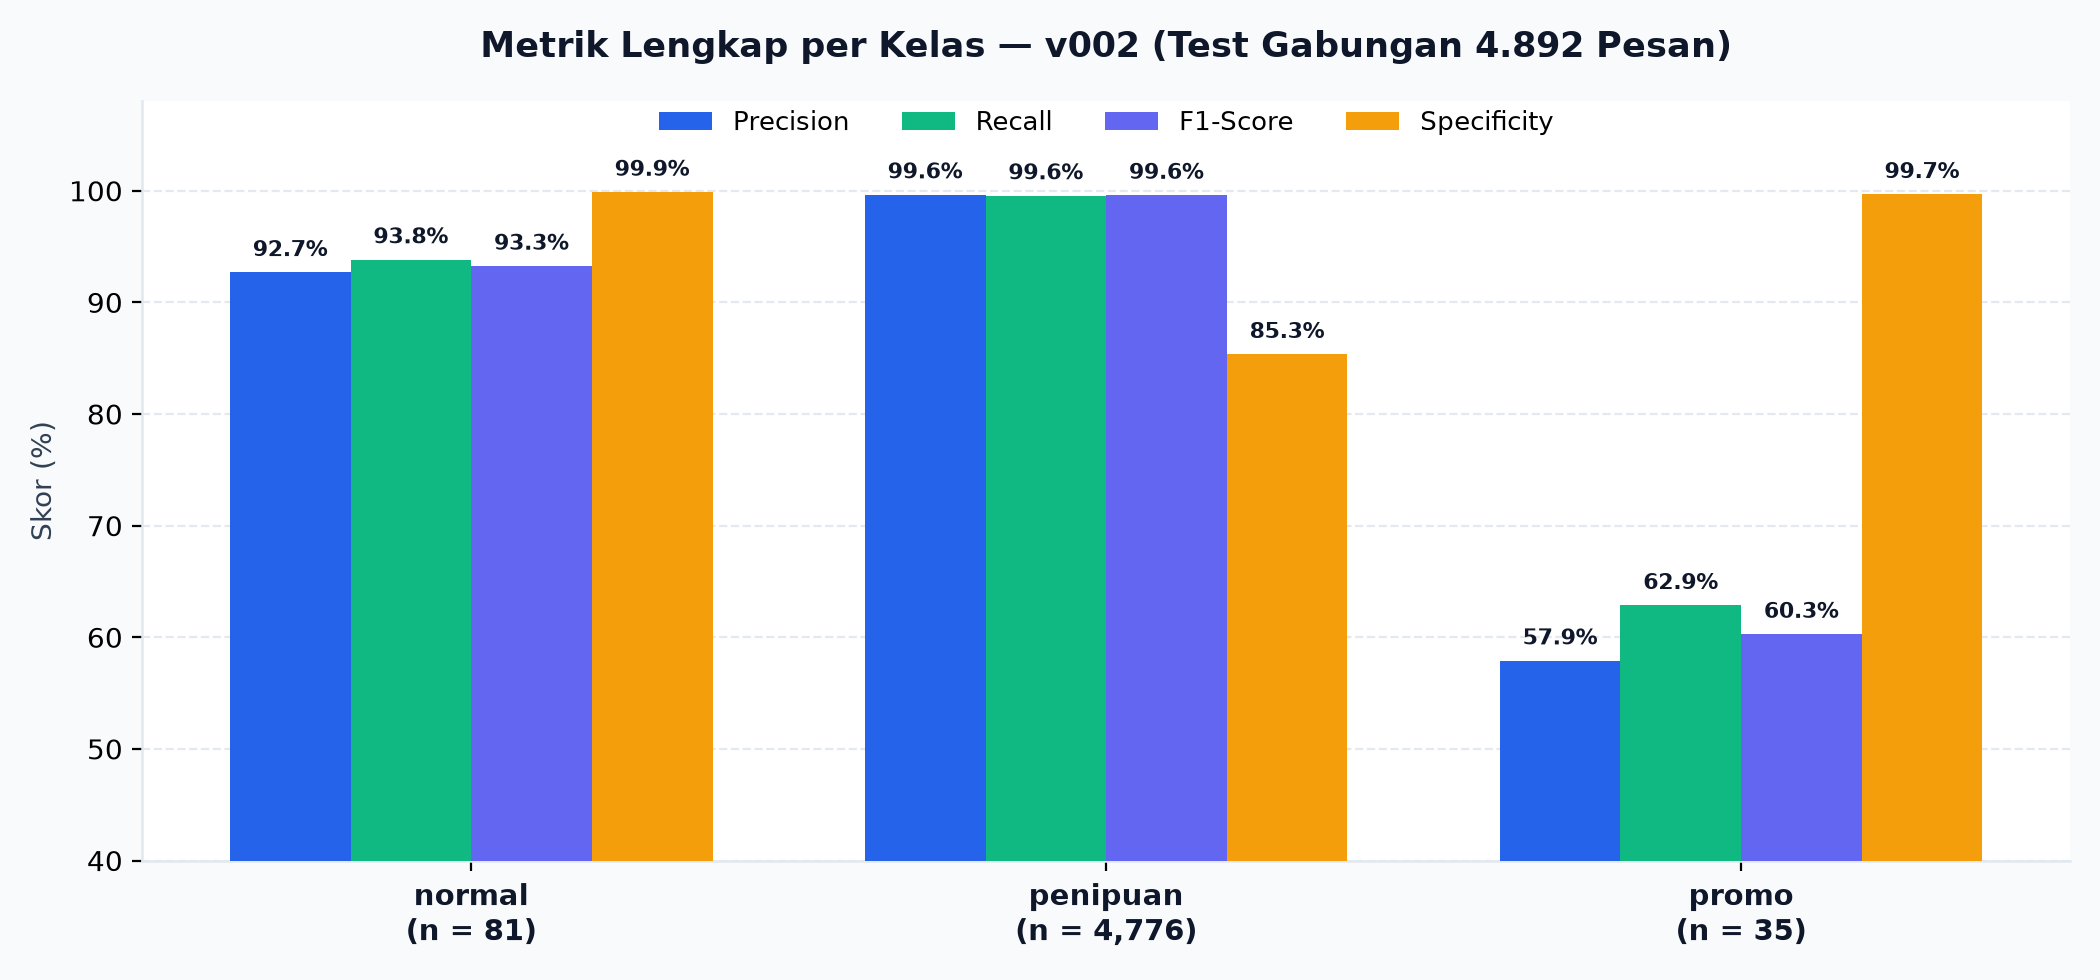 Metrik Lengkap per Kelas — v002 (Test Gabungan 4.892 Pesan)
Precision Recall F1-Score Specificity
Skor (%)
100
90
80
70
60
50
40
92.7% 93.8% 93.3% 99.9%
99.6% 99.6% 99.6% 85.3%
57.9% 62.9% 60.3% 99.7%
normal
(n = 81)
penipuan
(n = 4,776)
promo
(n = 35)